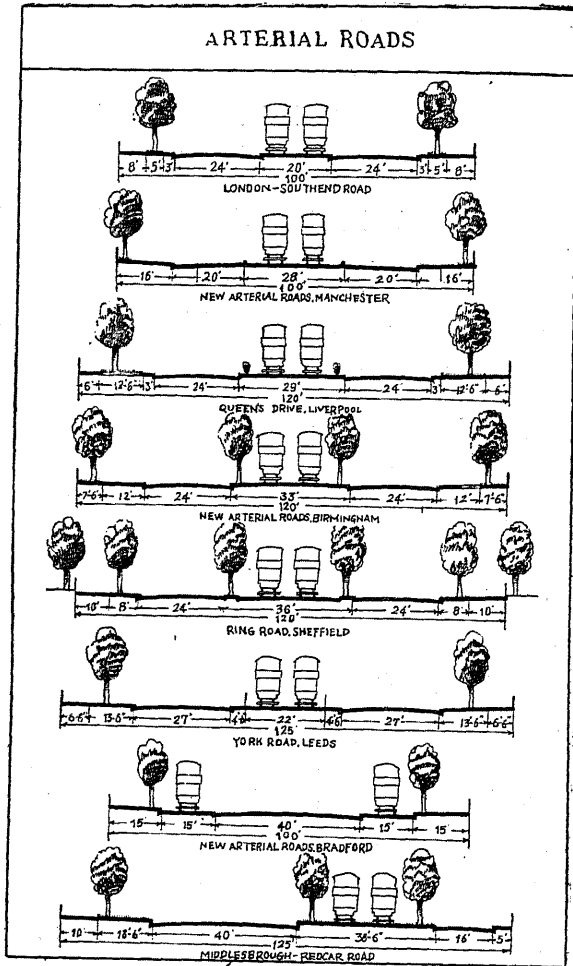 ARTERIAL ROADS
8' 5' 3' 24' 20' 24' 3' 5' 8'
100'
LONDON-SOUTHEND ROAD
16' 20' 28' 20' 16'
100'
NEW ARTERIAL ROADS, MANCHESTER
6' 12'-6" 3' 24' 29' 24' 3' 12'-6" 6'
120'
QUEEN'S DRIVE, LIVERPOOL
7'-6" 12' 24' 33' 24' 12' 7'-6"
120'
NEW ARTERIAL ROADS, BIRMINGHAM
10' 8' 24' 36' 24' 8' 10'
120'
RING ROAD, SHEFFIELD
6'-6" 13'-6" 27' 4'-6" 22' 4'-6" 27' 13'-6" 6'-6"
125'
YORK ROAD, LEEDS
15' 15' 40' 15' 15'
100'
NEW ARTERIAL ROADS, BRADFORD
10' 18'-6" 40' 16' 5'
125'
MIDDLESBROUGH-REDCAR ROAD